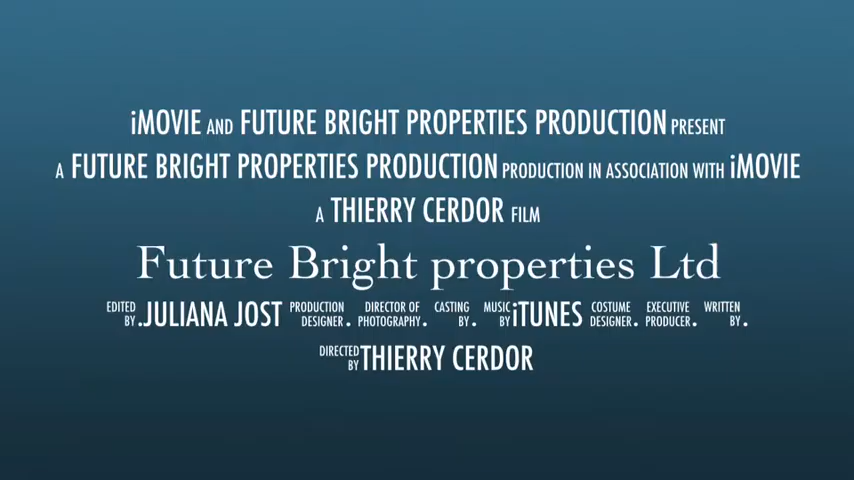 iMOVIE AND FUTURE BRIGHT PROPERTIES PRODUCTION PRESENT
A FUTURE BRIGHT PROPERTIES PRODUCTION PRODUCTION IN ASSOCIATION WITH iMOVIE
A THIERRY CERDOR FILM
Future Bright properties Ltd
EDITED BY.JULIANA JOST PRODUCTION DESIGNER. DIRECTOR OF PHOTOGRAPHY. CASTING BY. MUSIC BY iTUNES COSTUME DESIGNER. EXECUTIVE PRODUCER. WRITTEN BY.
DIRECTED BY THIERRY CERDOR